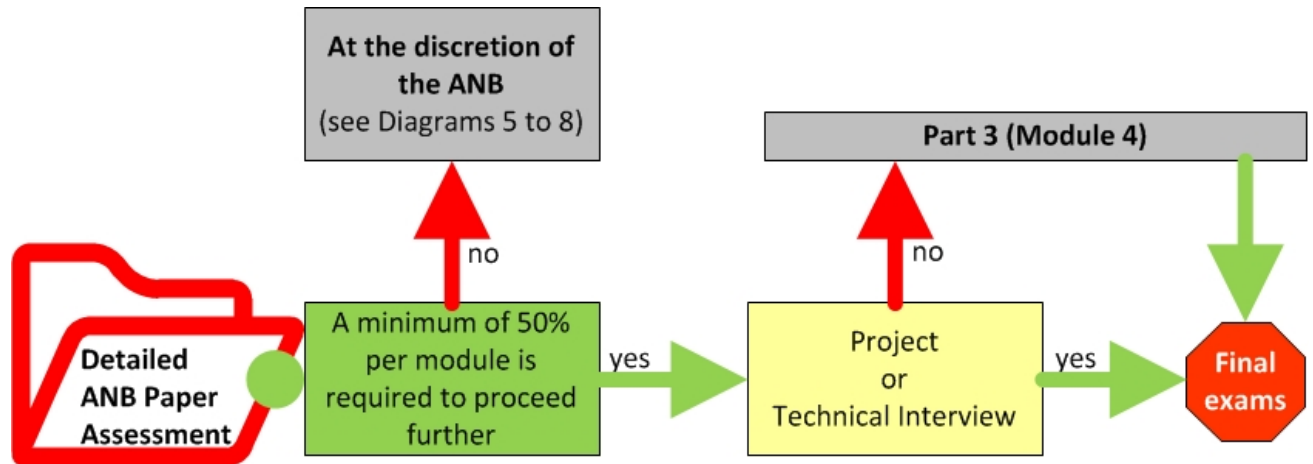 At the discretion of
the ANB
(see Diagrams 5 to 8)
Part 3 (Module 4)
no
no
Detailed
ANB Paper
Assessment
A minimum of 50%
per module is
required to proceed
further
yes
Project
or
Technical Interview
yes
Final
exams